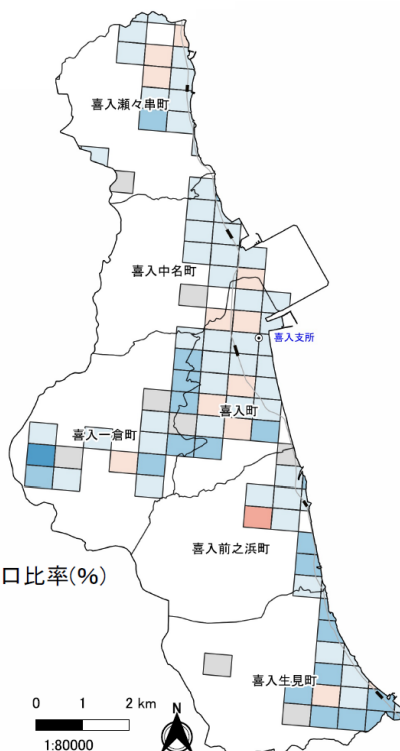 喜入瀬々串町
喜入中名町
喜入支所
喜入町
喜入一倉町
喜入前之浜町
口比率(%)
喜入生見町
0 1 2 km
N
1:80000